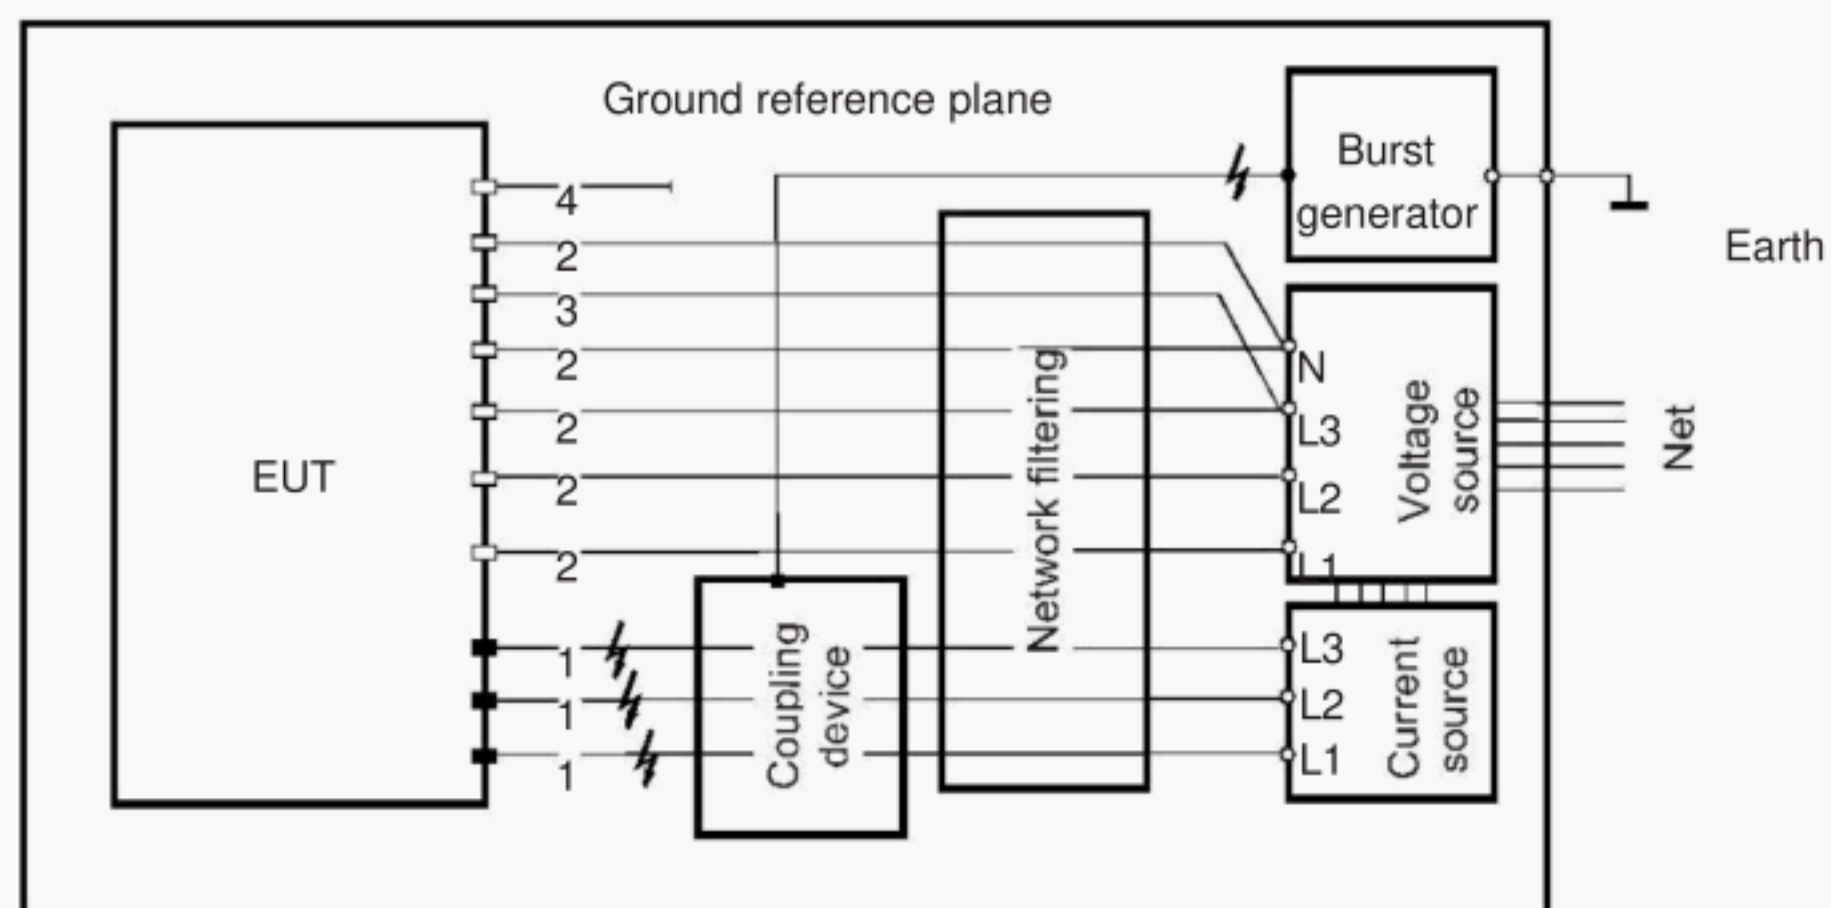 Ground reference plane
Burst
generator
Earth
4
2
3
2
2
2
2
1
1
1
EUT
Coupling
device
Network filtering
N
L3
L2
L1
Voltage
source
Net
L3
L2
L1
Current
source